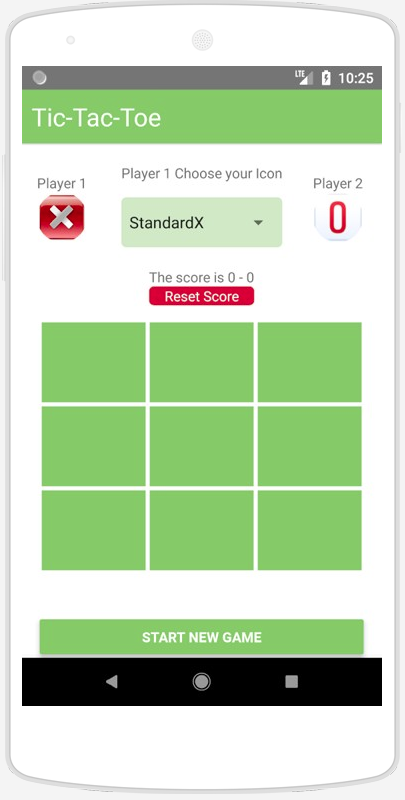 LTE 10:25
Tic-Tac-Toe
Player 1 Choose your Icon
Player 1
Player 2
StandardX
The score is 0 - 0
Reset Score
START NEW GAME